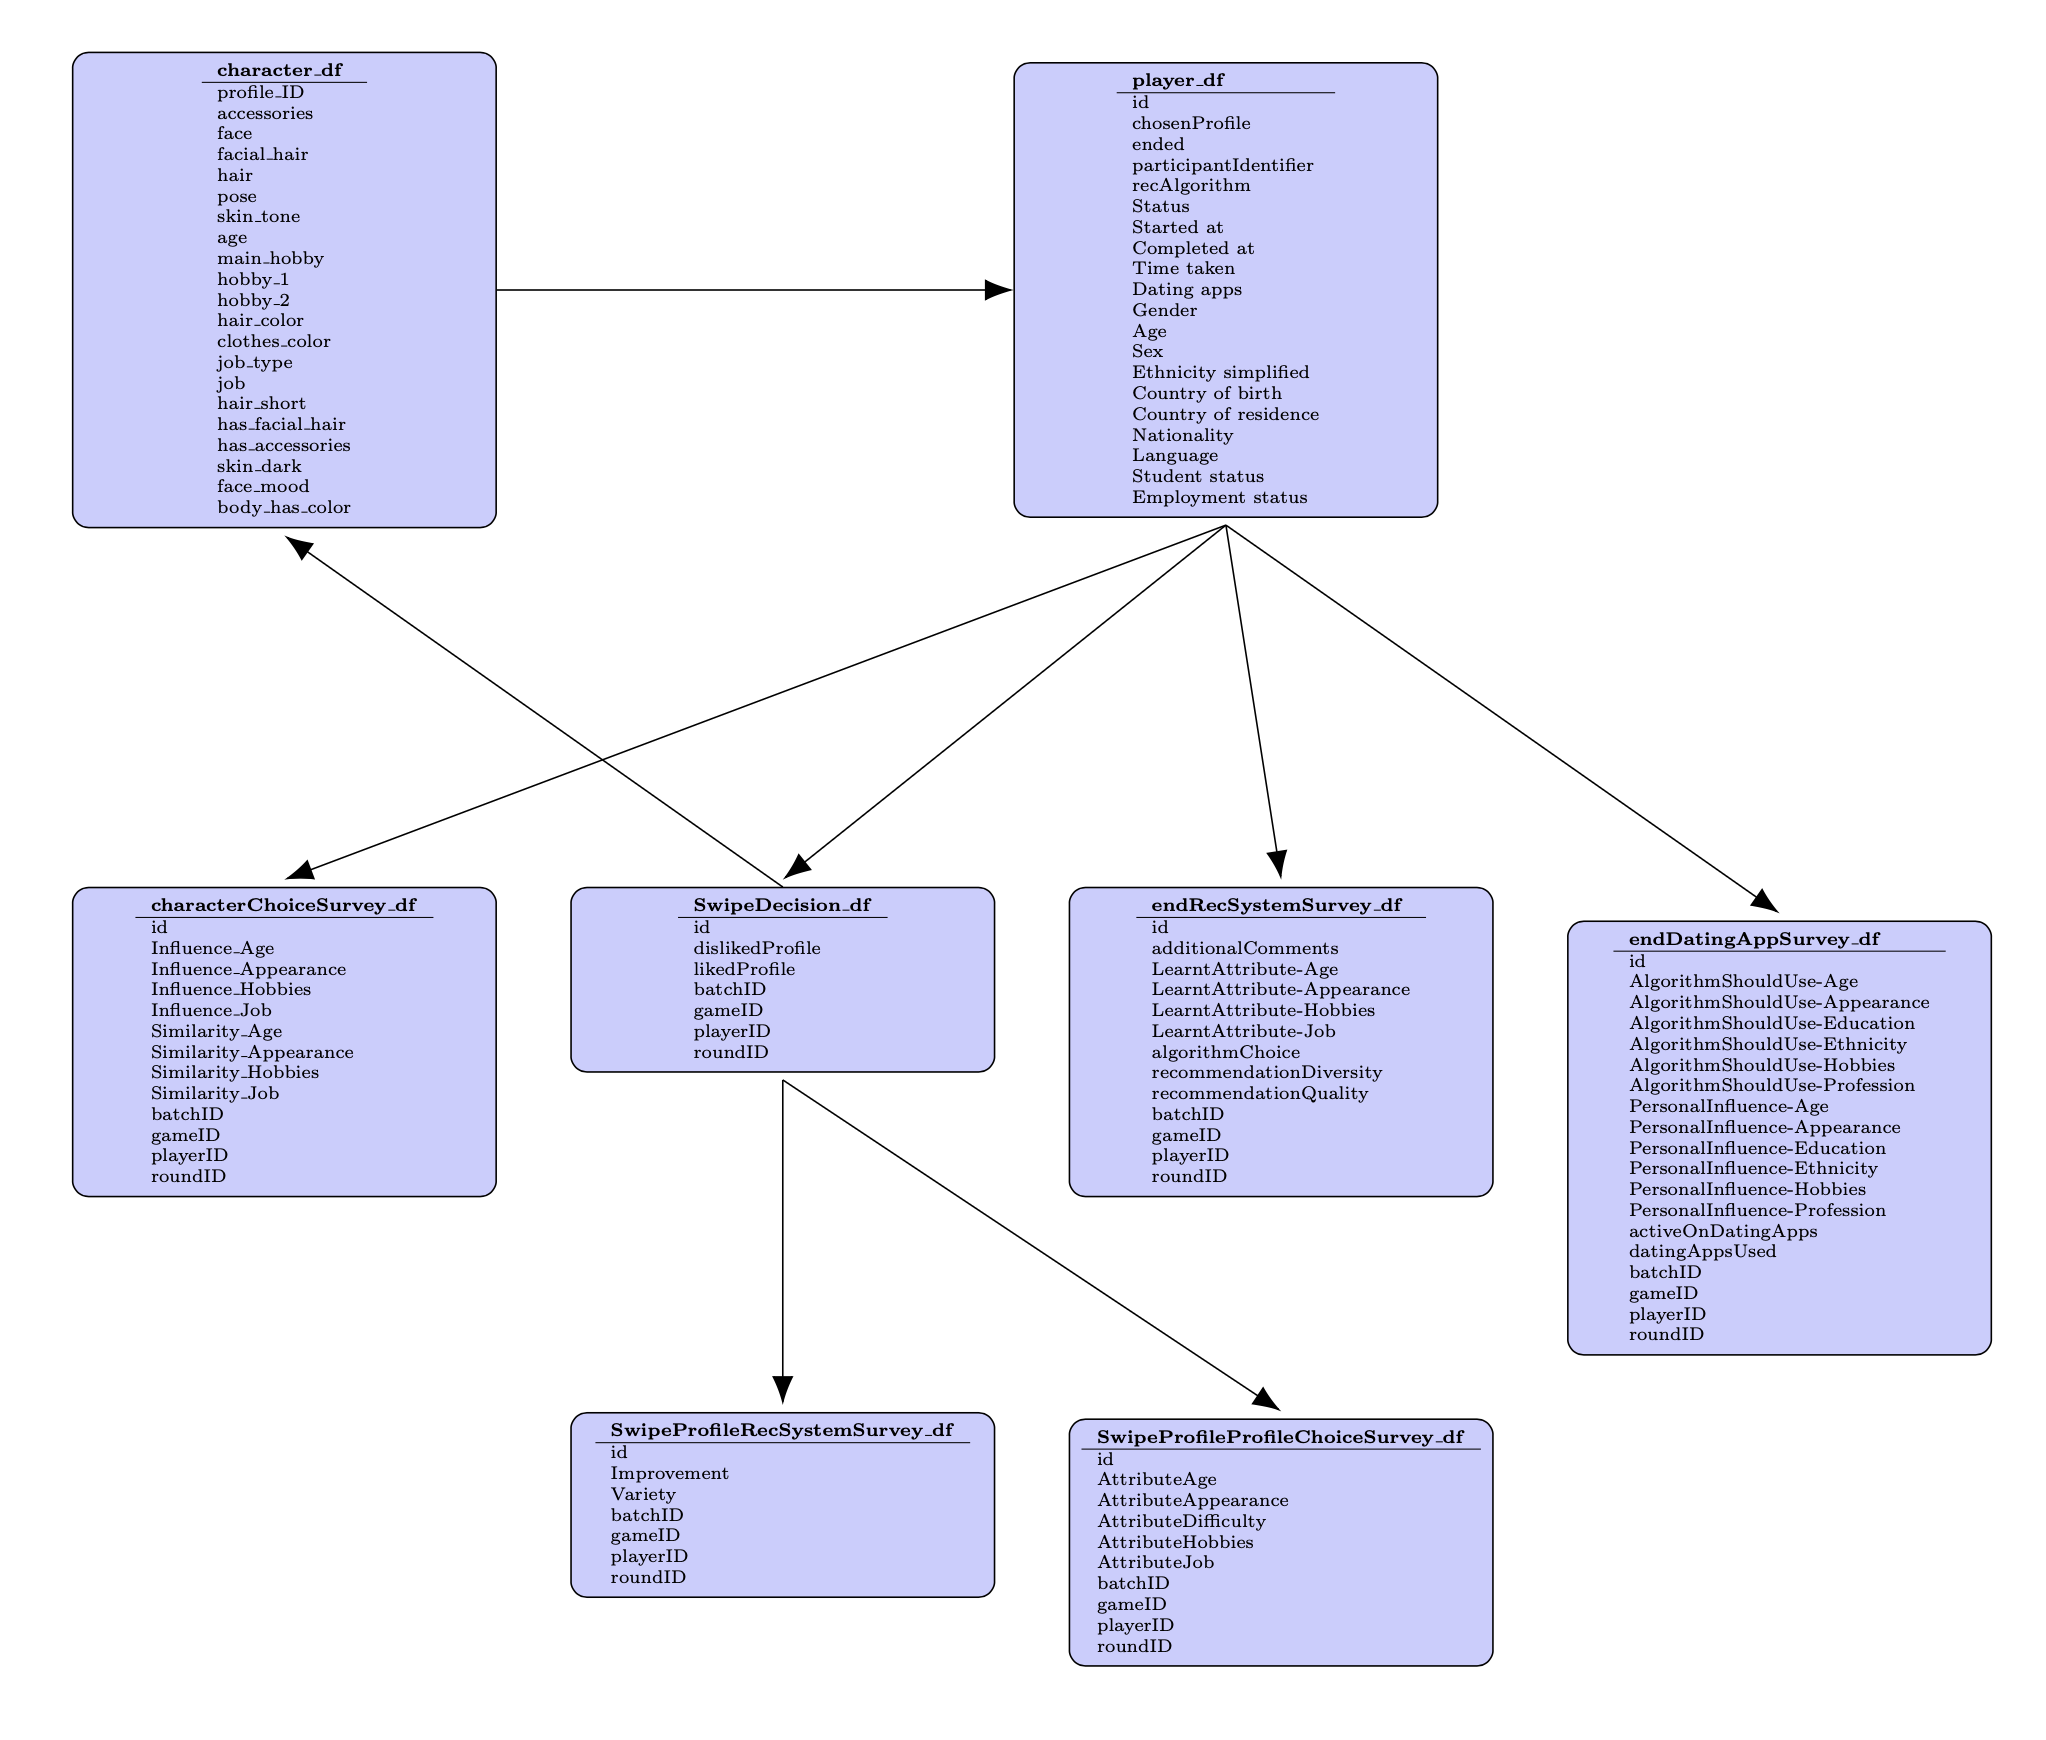 character_df
profile_ID
accessories
face
facial_hair
hair
pose
skin_tone
age
main_hobby
hobby_1
hobby_2
hair_color
clothes_color
job_type
job
hair_short
has_facial_hair
has_accessories
skin_dark
face_mood
body_has_color
player_df
id
chosenProfile
ended
participantIdentifier
recAlgorithm
Status
Started at
Completed at
Time taken
Dating apps
Gender
Age
Sex
Ethnicity simplified
Country of birth
Country of residence
Nationality
Language
Student status
Employment status
characterChoiceSurvey_df
id
Influence_Age
Influence_Appearance
Influence_Hobbies
Influence_Job
Similarity_Age
Similarity_Appearance
Similarity_Hobbies
Similarity_Job
batchID
gameID
playerID
roundID
SwipeDecision_df
id
dislikedProfile
likedProfile
batchID
gameID
playerID
roundID
endRecSystemSurvey_df
id
additionalComments
LearntAttribute-Age
LearntAttribute-Appearance
LearntAttribute-Hobbies
LearntAttribute-Job
algorithmChoice
recommendationDiversity
recommendationQuality
batchID
gameID
playerID
roundID
endDatingAppSurvey_df
id
AlgorithmShouldUse-Age
AlgorithmShouldUse-Appearance
AlgorithmShouldUse-Education
AlgorithmShouldUse-Ethnicity
AlgorithmShouldUse-Hobbies
AlgorithmShouldUse-Profession
PersonalInfluence-Age
PersonalInfluence-Appearance
PersonalInfluence-Education
PersonalInfluence-Ethnicity
PersonalInfluence-Hobbies
PersonalInfluence-Profession
activeOnDatingApps
datingAppsUsed
batchID
gameID
playerID
roundID
SwipeProfileRecSystemSurvey_df
id
Improvement
Variety
batchID
gameID
playerID
roundID
SwipeProfileProfileChoiceSurvey_df
id
AttributeAge
AttributeAppearance
AttributeDifficulty
AttributeHobbies
AttributeJob
batchID
gameID
playerID
roundID